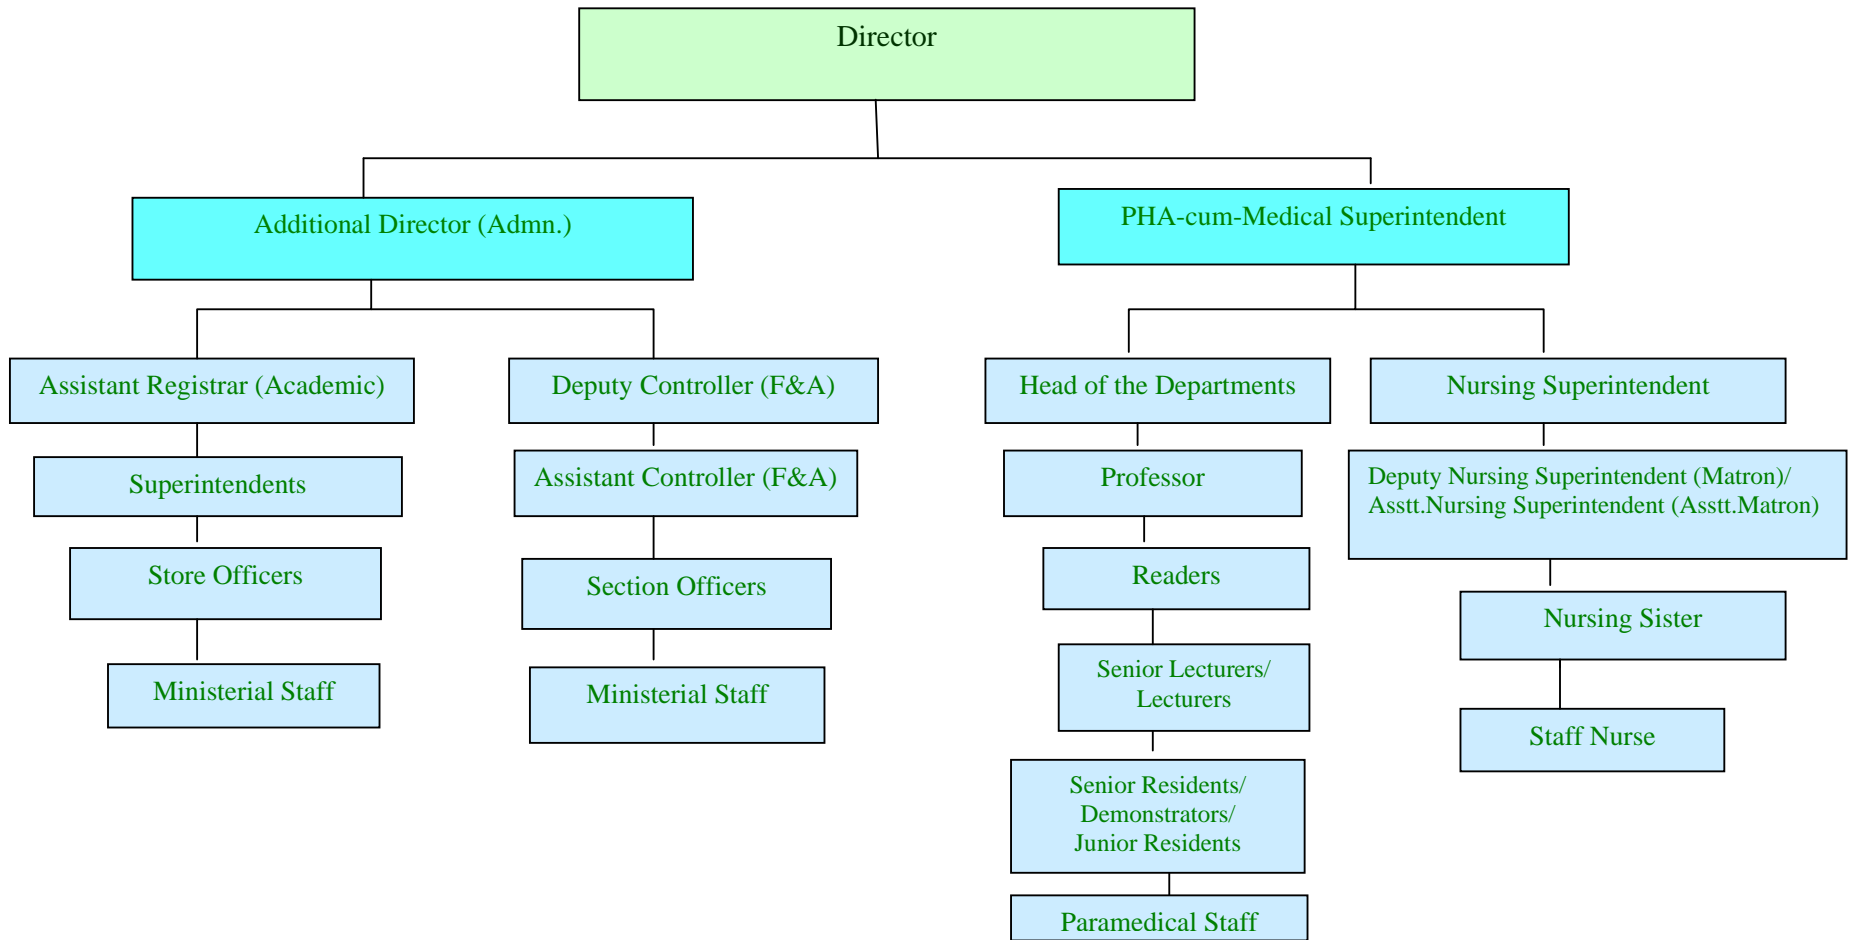 Director
Additional Director (Admn.)
PHA-cum-Medical Superintendent
Assistant Registrar (Academic)
Deputy Controller (F&A)
Head of the Departments
Nursing Superintendent
Superintendents
Assistant Controller (F&A)
Professor
Deputy Nursing Superintendent (Matron)/
Asstt.Nursing Superintendent (Asstt.Matron)
Store Officers
Section Officers
Readers
Nursing Sister
Ministerial Staff
Ministerial Staff
Senior Lecturers/
Lecturers
Staff Nurse
Senior Residents/
Demonstrators/
Junior Residents
Paramedical Staff